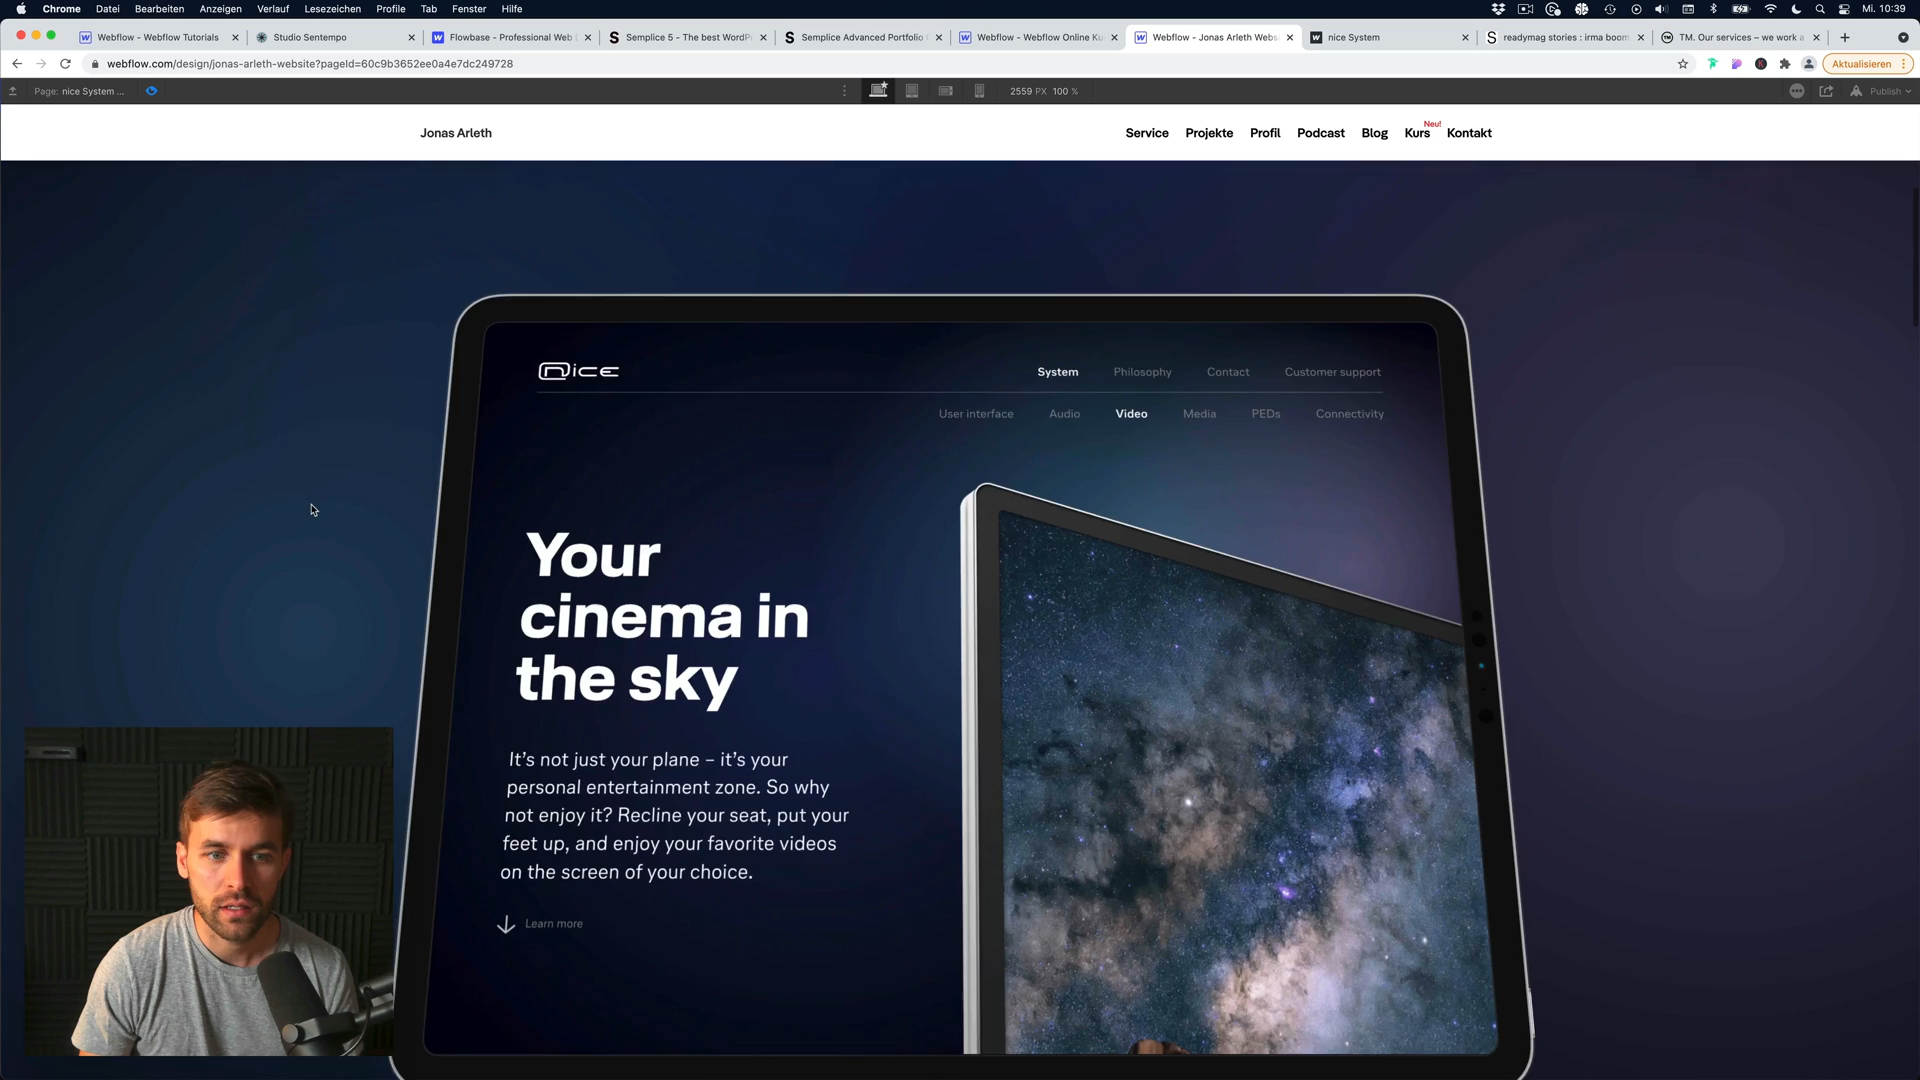 Chrome Datei Bearbeiten Anzeigen Verlauf Lesezeichen Profile Tab Fenster Hilfe Mi. 10:39
Webflow - Webflow Tutorials Studio Sentempo Flowbase - Professional Web Semplice 5 - The best WordP Semplice Advanced Portfolio Webflow - Webflow Online Ku Webflow - Jonas Arleth Webs nice System readymag stories : irma boom TM. Our services – we work a
webflow.com/design/jonas-arleth-website?pageId=60c9b3652ee0a4e7dc249728 Aktualisieren
Page: nice System ... 2559 PX 100 % Publish
Neu!
Jonas Arleth Service Projekte Profil Podcast Blog Kurs Kontakt
nice System Philosophy Contact Customer support
User interface Audio Video Media PEDs Connectivity
Your
cinema in
the sky
It's not just your plane – it's your
personal entertainment zone. So why
not enjoy it? Recline your seat, put your
feet up, and enjoy your favorite videos
on the screen of your choice.
Learn more